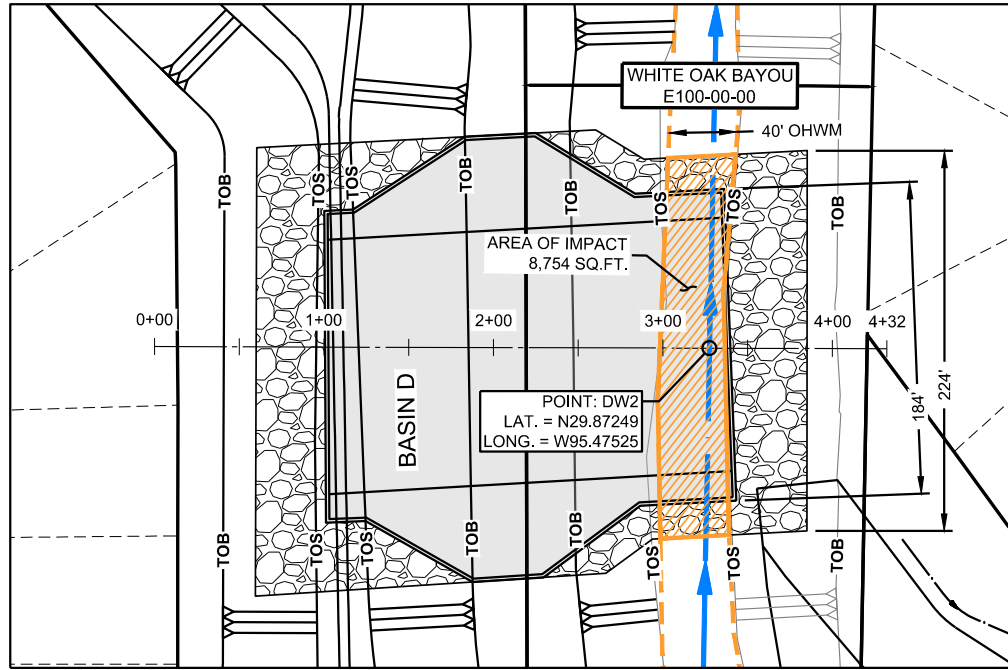 WHITE OAK BAYOU
E100-00-00
40' OHWM
TOB
TOS
TOS
TOB
TOB
TOS
TOS
TOB
AREA OF IMPACT
8,754 SQ.FT.
0+00
1+00
2+00
3+00
4+00
4+32
BASIN D
POINT: DW2
LAT. = N29.87249
LONG. = W95.47525
184'
224'
TOB
TOS
TOS
TOB
TOB
TOS
TOS
TOB